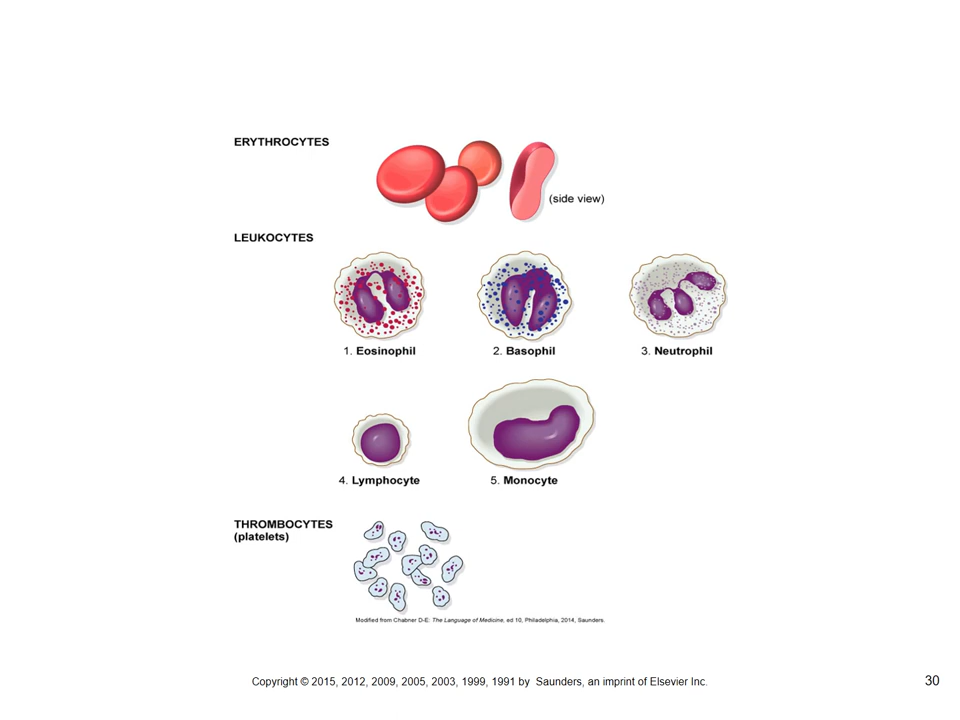 ERYTHROCYTES
(side view)
LEUKOCYTES
1. Eosinophil
2. Basophil
3. Neutrophil
4. Lymphocyte
5. Monocyte
THROMBOCYTES
(platelets)
Modified from Chabner D-E: The Language of Medicine, ed 10, Philadelphia, 2014, Saunders.
Copyright © 2015, 2012, 2009, 2005, 2003, 1999, 1991 by Saunders, an imprint of Elsevier Inc.
30